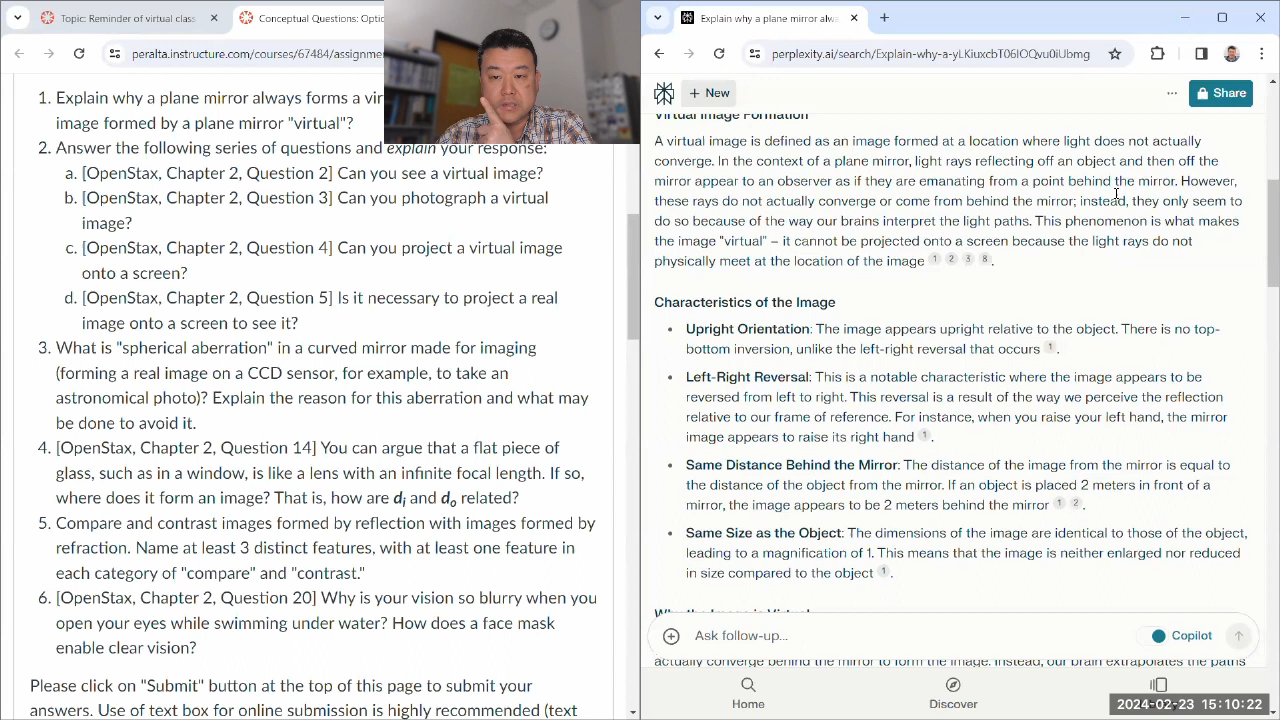 Topic: Reminder of virtual class
Conceptual Questions: Optic
peralta.instructure.com/courses/67484/assignme
1. Explain why a plane mirror always forms a vir
image formed by a plane mirror "virtual"?
2. Answer the following series of questions and explain your response:
a. [OpenStax, Chapter 2, Question 2] Can you see a virtual image?
b. [OpenStax, Chapter 2, Question 3] Can you photograph a virtual
image?
c. [OpenStax, Chapter 2, Question 4] Can you project a virtual image
onto a screen?
d. [OpenStax, Chapter 2, Question 5] Is it necessary to project a real
image onto a screen to see it?
3. What is "spherical aberration" in a curved mirror made for imaging
(forming a real image on a CCD sensor, for example, to take an
astronomical photo)? Explain the reason for this aberration and what may
be done to avoid it.
4. [OpenStax, Chapter 2, Question 14] You can argue that a flat piece of
glass, such as in a window, is like a lens with an infinite focal length. If so,
where does it form an image? That is, how are di and do related?
5. Compare and contrast images formed by reflection with images formed by
refraction. Name at least 3 distinct features, with at least one feature in
each category of "compare" and "contrast."
6. [OpenStax, Chapter 2, Question 20] Why is your vision so blurry when you
open your eyes while swimming under water? How does a face mask
enable clear vision?
Please click on "Submit" button at the top of this page to submit your
answers. Use of text box for online submission is highly recommended (text
Explain why a plane mirror alwa
perplexity.ai/search/Explain-why-a-yLKiuxcbT06IOQvu0iUbmg
New
Share
Virtual Image Formation
A virtual image is defined as an image formed at a location where light does not actually
converge. In the context of a plane mirror, light rays reflecting off an object and then off the
mirror appear to an observer as if they are emanating from a point behind the mirror. However,
these rays do not actually converge or come from behind the mirror; instead, they only seem to
do so because of the way our brains interpret the light paths. This phenomenon is what makes
the image "virtual" – it cannot be projected onto a screen because the light rays do not
physically meet at the location of the image 1 2 3 8.
Characteristics of the Image
• Upright Orientation: The image appears upright relative to the object. There is no top-
bottom inversion, unlike the left-right reversal that occurs 1.
• Left-Right Reversal: This is a notable characteristic where the image appears to be
reversed from left to right. This reversal is a result of the way we perceive the reflection
relative to our frame of reference. For instance, when you raise your left hand, the mirror
image appears to raise its right hand 1.
• Same Distance Behind the Mirror: The distance of the image from the mirror is equal to
the distance of the object from the mirror. If an object is placed 2 meters in front of a
mirror, the image appears to be 2 meters behind the mirror 1 2.
• Same Size as the Object: The dimensions of the image are identical to those of the object,
leading to a magnification of 1. This means that the image is neither enlarged nor reduced
in size compared to the object 1.
Why the Image is Virtual
Ask follow-up...
Copilot
actually converge behind the mirror to form the image. Instead, our brain extrapolates the paths
Home
Discover
2024-02-23 15:10:22